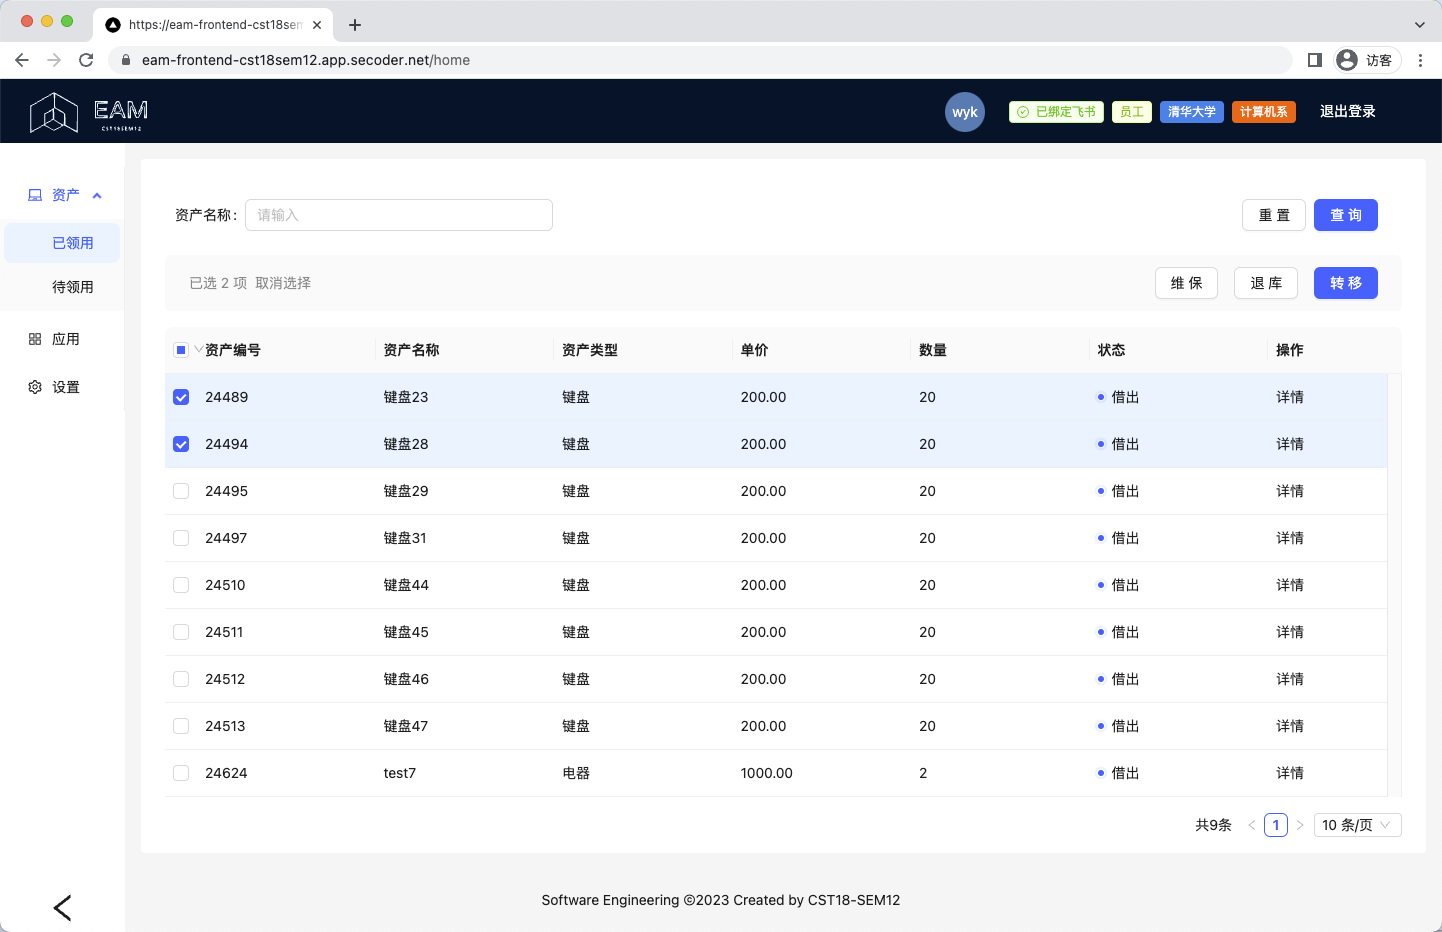 https://eam-frontend-cst18sem
eam-frontend-cst18sem12.app.secoder.net/home
访客
EAM
CST18SEM12
wyk
已绑定飞书
员工
清华大学
计算机系
退出登录
资产
已领用
待领用
应用
设置
资产名称:
请输入
重 置
查 询
已选 2 项 取消选择
维 保
退 库
转 移
资产编号 资产名称 资产类型 单价 数量 状态 操作
24489 键盘23 键盘 200.00 20 借出 详情
24494 键盘28 键盘 200.00 20 借出 详情
24495 键盘29 键盘 200.00 20 借出 详情
24497 键盘31 键盘 200.00 20 借出 详情
24510 键盘44 键盘 200.00 20 借出 详情
24511 键盘45 键盘 200.00 20 借出 详情
24512 键盘46 键盘 200.00 20 借出 详情
24513 键盘47 键盘 200.00 20 借出 详情
24624 test7 电器 1000.00 2 借出 详情
共9条 < 1 > 10 条/页
Software Engineering ©2023 Created by CST18-SEM12